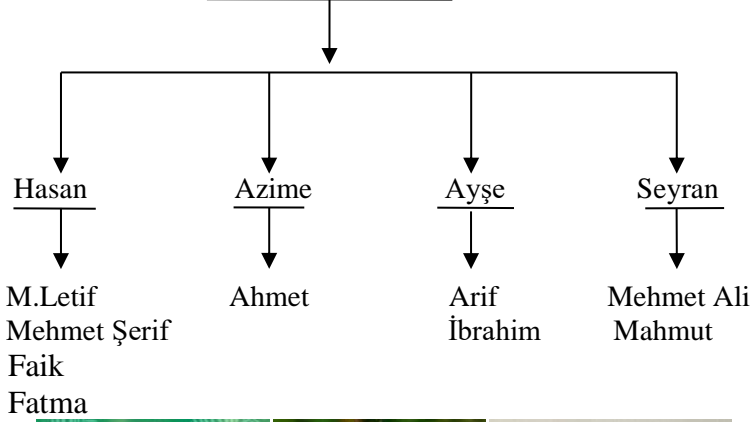 Hasan Azime Ayşe Seyran
M.Letif Ahmet Arif Mehmet Ali
Mehmet Şerif İbrahim Mahmut
Faik
Fatma